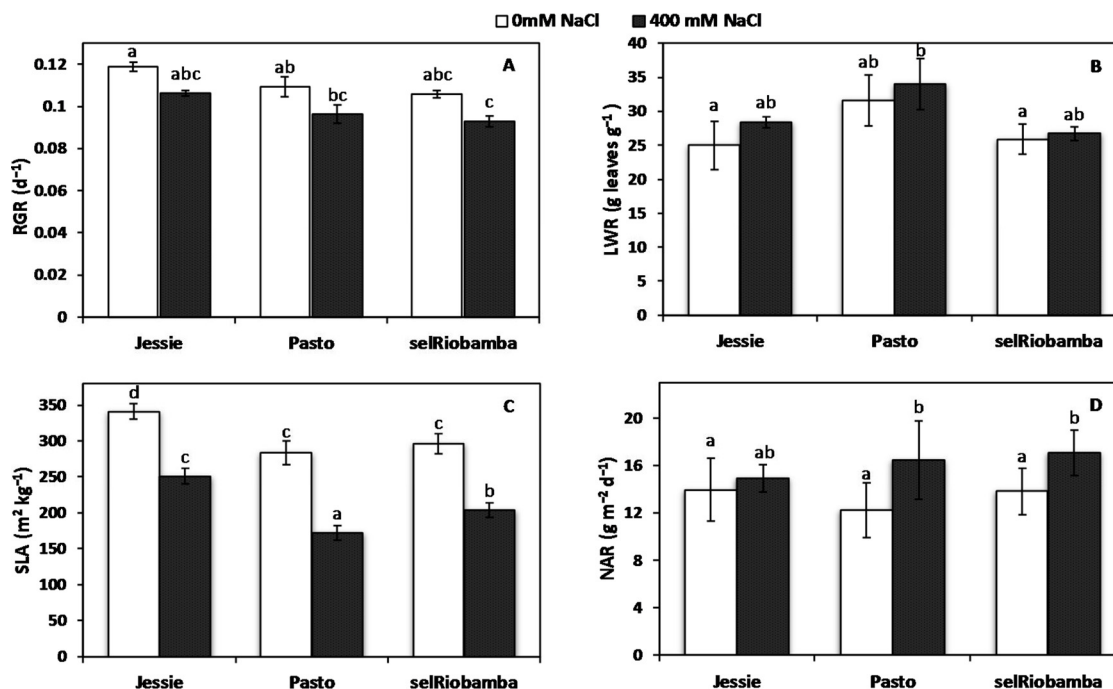 0mM NaCl 400 mM NaCl
A
RGR (d⁻¹)
0.12
0.1
0.08
0.06
0.04
0.02
0
a abc ab bc abc c
Jessie Pasto selRiobamba
B
LWR (g leaves g⁻¹)
40
35
30
25
20
15
10
5
0
a ab ab b a ab
Jessie Pasto selRiobamba
C
SLA (m² kg⁻¹)
350
300
250
200
150
100
50
0
d c c a c b
Jessie Pasto selRiobamba
D
NAR (g m⁻² d⁻¹)
20
16
12
8
4
0
a ab a b a b
Jessie Pasto selRiobamba